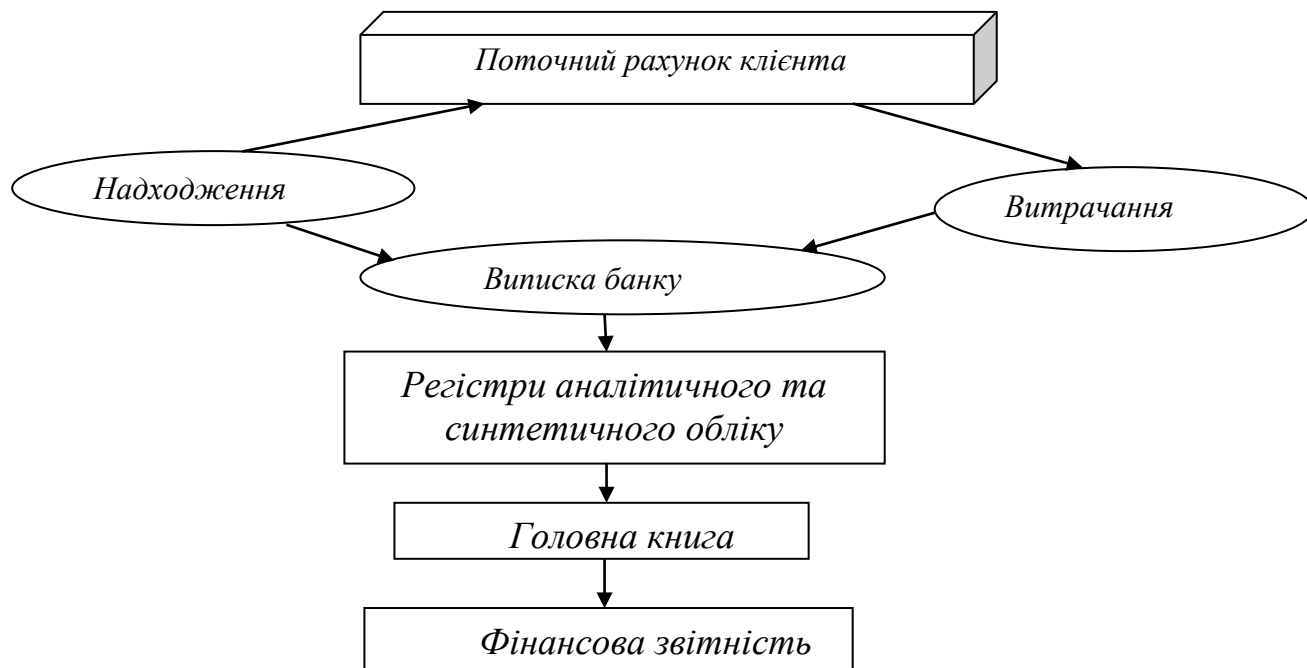 Поточний рахунок клієнта
Надходження
Витрачання
Виписка банку
Регістри аналітичного та
синтетичного обліку
Головна книга
Фінансова звітність